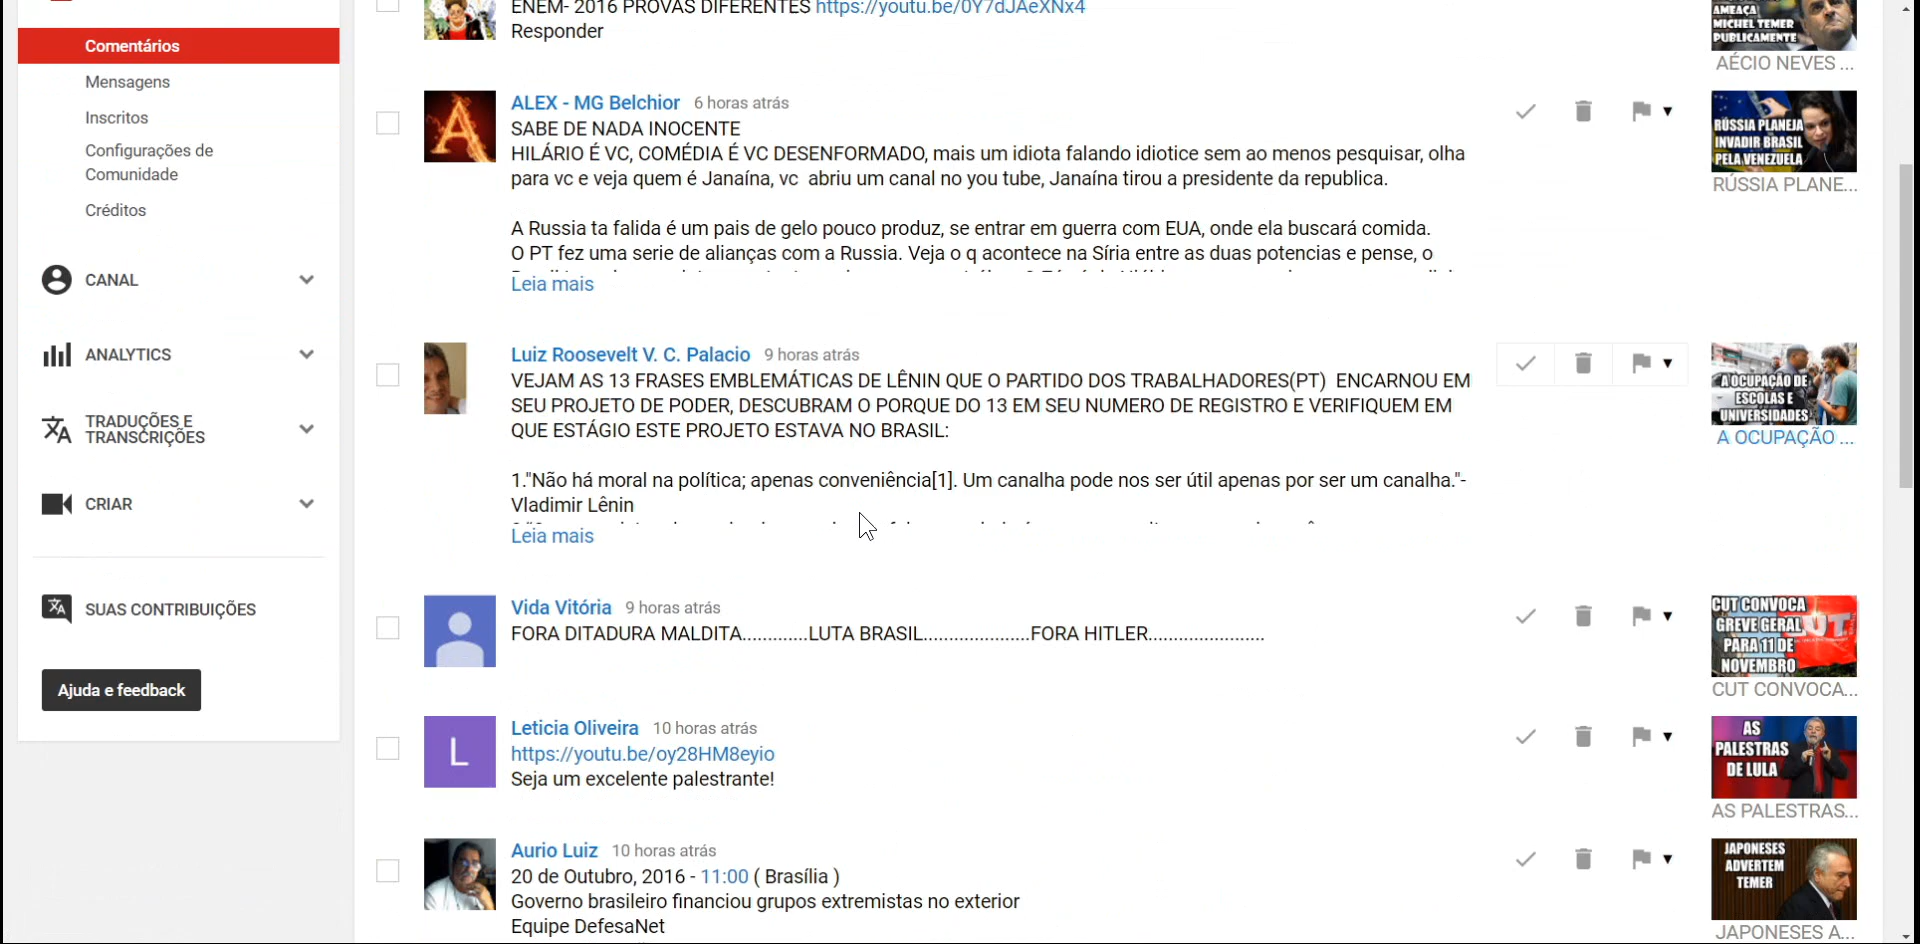 Comentários
Mensagens
Inscritos
Configurações de
Comunidade
Créditos
CANAL
ANALYTICS
TRADUÇÕES E
TRANSCRIÇÕES
CRIAR
SUAS CONTRIBUIÇÕES
Ajuda e feedback
ENEM- 2016 PROVAS DIFERENTES https://youtu.be/0Y7dJAeXNx4
Responder
AMEAÇA
MICHEL TEMER
PUBLICAMENTE
AÉCIO NEVES ...
ALEX - MG Belchior 6 horas atrás
SABE DE NADA INOCENTE
HILÁRIO É VC, COMÉDIA É VC DESENFORMADO, mais um idiota falando idiotice sem ao menos pesquisar, olha
para vc e veja quem é Janaína, vc abriu um canal no you tube, Janaína tirou a presidente da republica.
A Russia ta falida é um pais de gelo pouco produz, se entrar em guerra com EUA, onde ela buscará comida.
O PT fez uma serie de alianças com a Russia. Veja o q acontece na Síria entre as duas potencias e pense, o
Leia mais
RÚSSIA PLANEJA
INVADIR BRASIL
PELA VENEZUELA
RÚSSIA PLANE...
Luiz Roosevelt V. C. Palacio 9 horas atrás
VEJAM AS 13 FRASES EMBLEMÁTICAS DE LÊNIN QUE O PARTIDO DOS TRABALHADORES(PT) ENCARNOU EM
SEU PROJETO DE PODER, DESCUBRAM O PORQUE DO 13 EM SEU NUMERO DE REGISTRO E VERIFIQUEM EM
QUE ESTÁGIO ESTE PROJETO ESTAVA NO BRASIL:
1."Não há moral na política; apenas conveniência[1]. Um canalha pode nos ser útil apenas por ser um canalha."-
Vladimir Lênin
Leia mais
A OCUPAÇÃO DE
ESCOLAS E
UNIVERSIDADES
A OCUPAÇÃO ...
Vida Vitória 9 horas atrás
FORA DITADURA MALDITA.............LUTA BRASIL.....................FORA HITLER.......................
CUT CONVOCA
GREVE GERAL
PARA 11 DE
NOVEMBRO
CUT CONVOCA...
L
Leticia Oliveira 10 horas atrás
https://youtu.be/oy28HM8eyio
Seja um excelente palestrante!
AS
PALESTRAS
DE LULA
AS PALESTRAS...
Aurio Luiz 10 horas atrás
20 de Outubro, 2016 - 11:00 ( Brasília )
Governo brasileiro financiou grupos extremistas no exterior
Equipe DefesaNet
JAPONESES
ADVERTEM
TEMER
JAPONESES A...